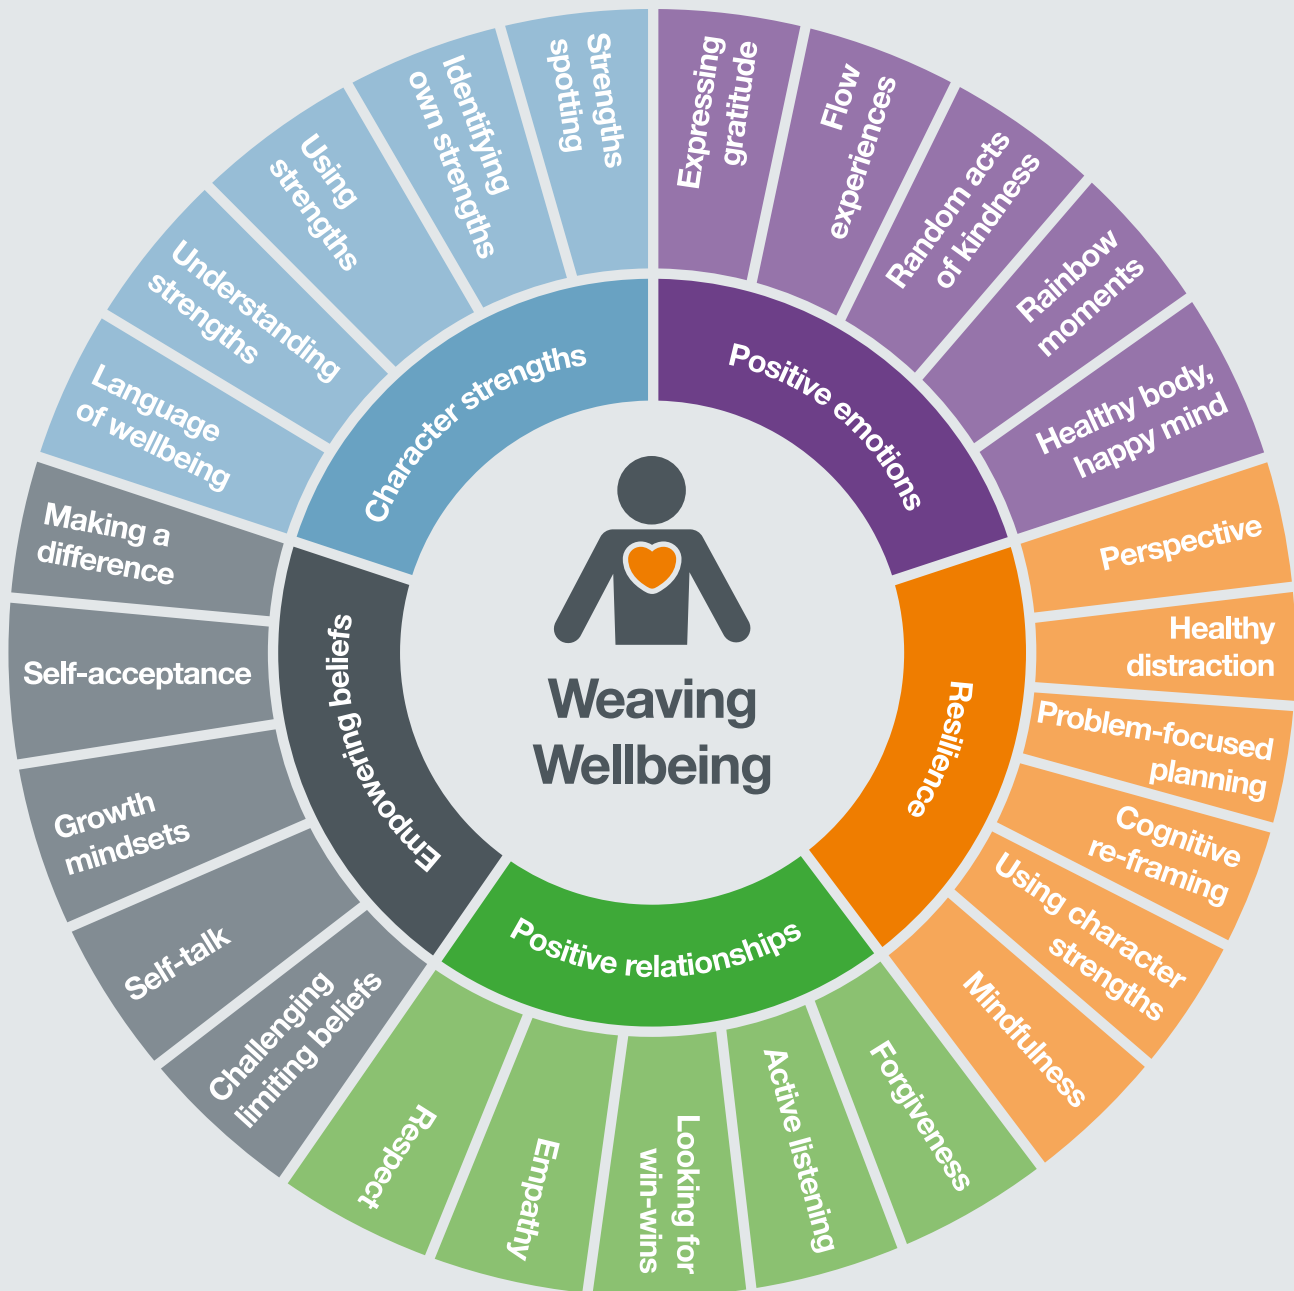 Weaving
Wellbeing
Positive emotions
Expressing
gratitude
Flow
experiences
Random acts
of kindness
Rainbow
moments
Healthy body,
happy mind
Resilience
Perspective
Healthy
distraction
Problem-focused
planning
Cognitive
re-framing
Using character
strengths
Mindfulness
Positive relationships
Forgiveness
Active listening
Looking for
win-wins
Empathy
Respect
Empowering beliefs
Challenging
limiting beliefs
Self-talk
Growth
mindsets
Self-acceptance
Making a
difference
Character strengths
Language
of wellbeing
Understanding
strengths
Using
strengths
Identifying
own strengths
Strengths
spotting